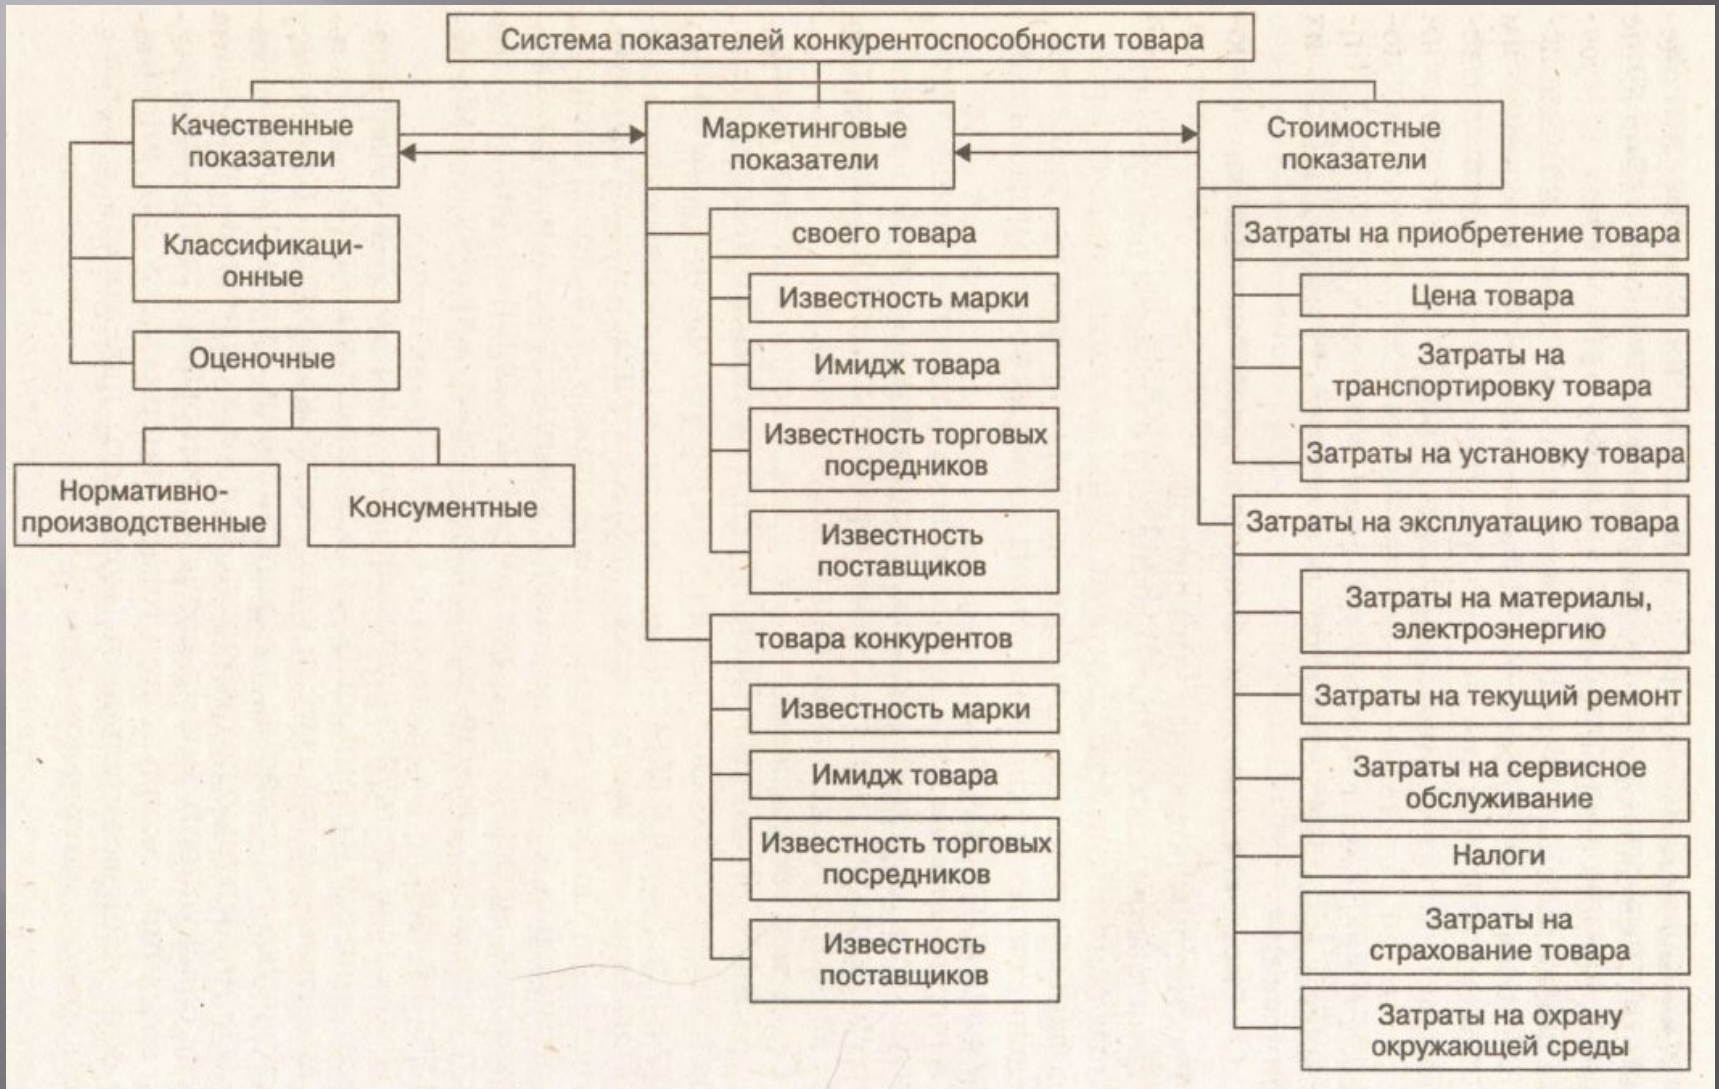 Система показателей конкурентоспособности товара
Качественные
показатели
Классификаци-
онные
Оценочные
Нормативно-
производственные
Консументные
Маркетинговые
показатели
своего товара
Известность марки
Имидж товара
Известность торговых
посредников
Известность
поставщиков
товара конкурентов
Известность марки
Имидж товара
Известность торговых
посредников
Известность
поставщиков
Стоимостные
показатели
Затраты на приобретение товара
Цена товара
Затраты на
транспортировку товара
Затраты на установку товара
Затраты на эксплуатацию товара
Затраты на материалы,
электроэнергию
Затраты на текущий ремонт
Затраты на сервисное
обслуживание
Налоги
Затраты на
страхование товара
Затраты на охрану
окружающей среды